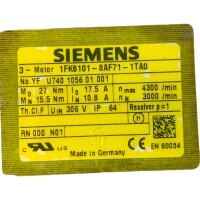 SIEMENS
3 - Motor 1FK6101-8AF71-1TA0
No. YF U740 1056 01 001
M0 27 Nm I0 17.5 A n max 4300 /min
MN 15.5 Nm IN 10.8 A nN 3000 /min
Th.Cl.F UIN 305 V IP 64 Resolver p=1
RN 000 N01
EN 60034